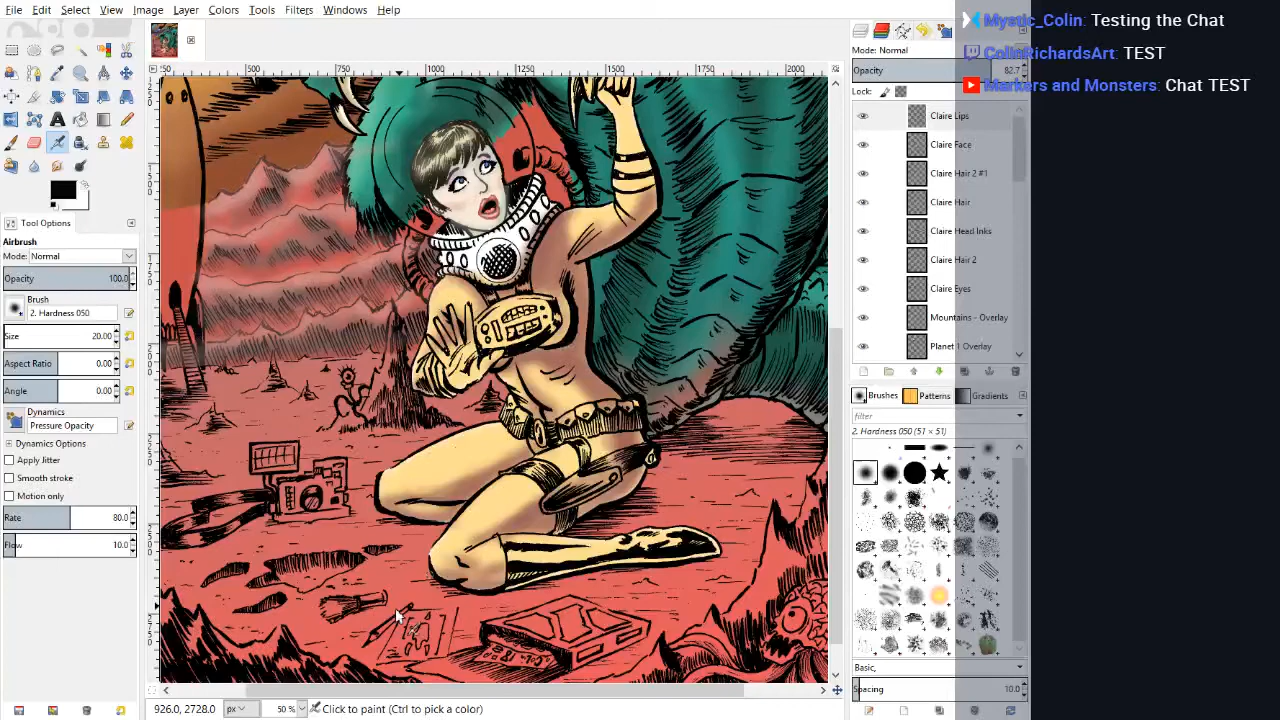 File Edit Select View Image Layer Colors Tools Filters Windows Help
Mystic_Colin: Testing the Chat
ColinRichardsArt: TEST
Markers and Monsters: Chat TEST
500 750 1000 1250 1500 1750 2000
Tool Options
Airbrush
Mode: Normal
Opacity 100.0
Brush
2. Hardness 050
Size 20.00
Aspect Ratio 0.00
Angle 0.00
Dynamics
Pressure Opacity
Dynamics Options
Apply Jitter
Smooth stroke
Motion only
Rate 80.0
Flow 10.0
Mode: Normal
Opacity 82.7
Lock:
Claire Lips
Claire Face
Claire Hair 2 #1
Claire Hair
Claire Head Inks
Claire Hair 2
Claire Eyes
Mountains - Overlay
Planet 1 Overlay
Brushes Patterns Gradients
filter
2. Hardness 050 (51 × 51)
Basic,
Spacing 10.0
926.0, 2728.0 px 50 % Click to paint (Ctrl to pick a color)